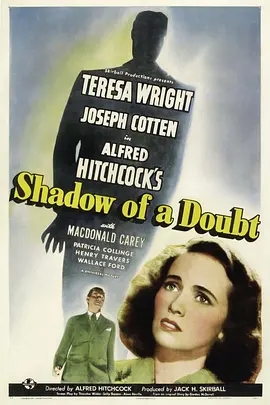 Skirball Productions presents
TERESA WRIGHT
JOSEPH COTTEN
in
ALFRED
HITCHCOCK'S
Shadow of a Doubt
with
MACDONALD CAREY
PATRICIA COLLINGE
HENRY TRAVERS
WALLACE FORD
Directed by ALFRED HITCHCOCK
Produced by JACK H. SKIRBALL